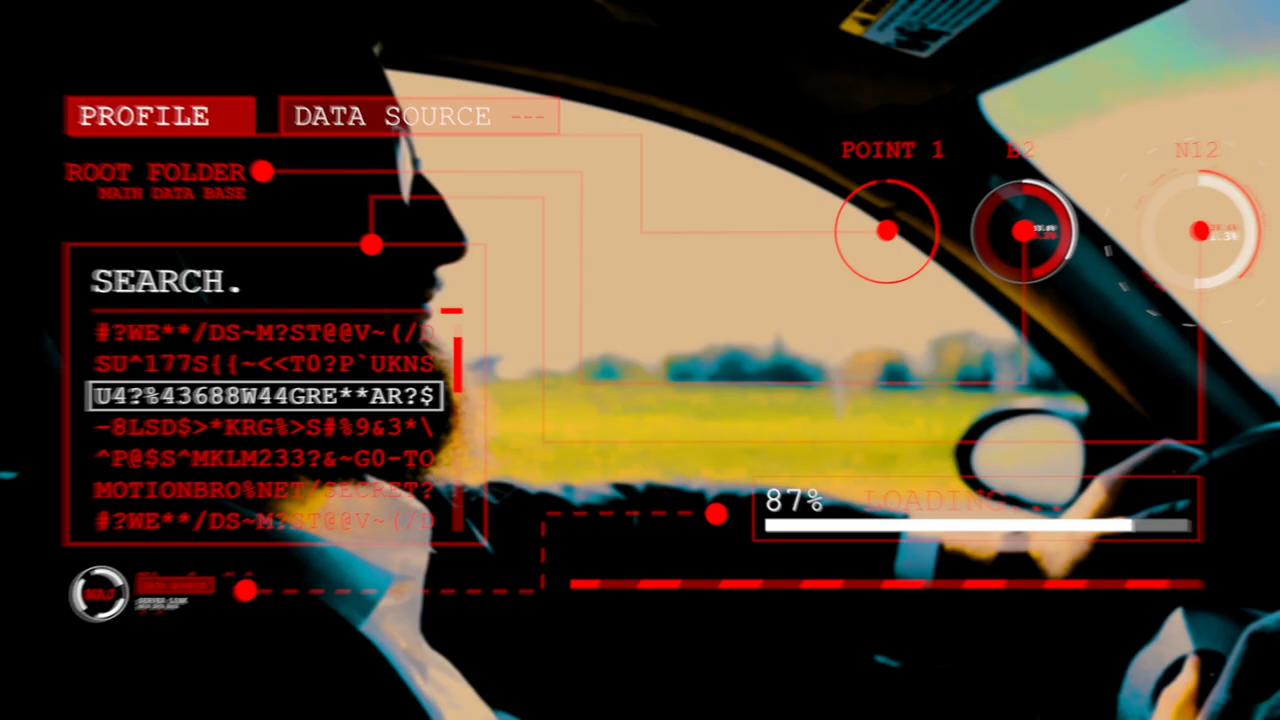 PROFILE
DATA SOURCE ---
ROOT FOLDER
MAIN DATA BASE
POINT 1
B2
N12
SEARCH.
#?WE**/DS~M?ST@@V~(/D
SU^177S{{~<<T0?P`UKNS
U4?%43688W44GRE**AR?$
-8LSD$>*KRG%>S#%9&3*\
^P@$S^MKLM233?&~G0-TO
MOTIONBRO%NET/SECRET?
#?WE**/DS~M?ST@@V~(/D
87% LOADING...